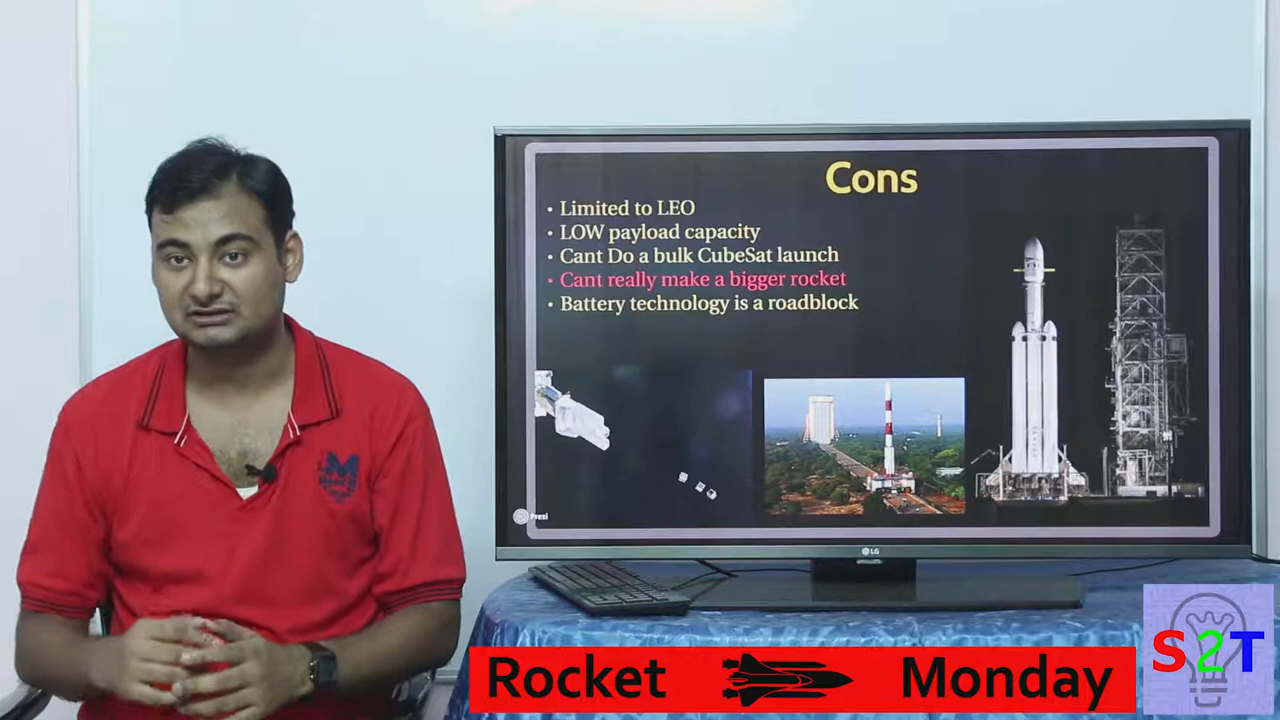 Cons
• Limited to LEO
• LOW payload capacity
• Cant Do a bulk CubeSat launch
• Cant really make a bigger rocket
• Battery technology is a roadblock
Prezi
LG
Rocket Monday
S2T